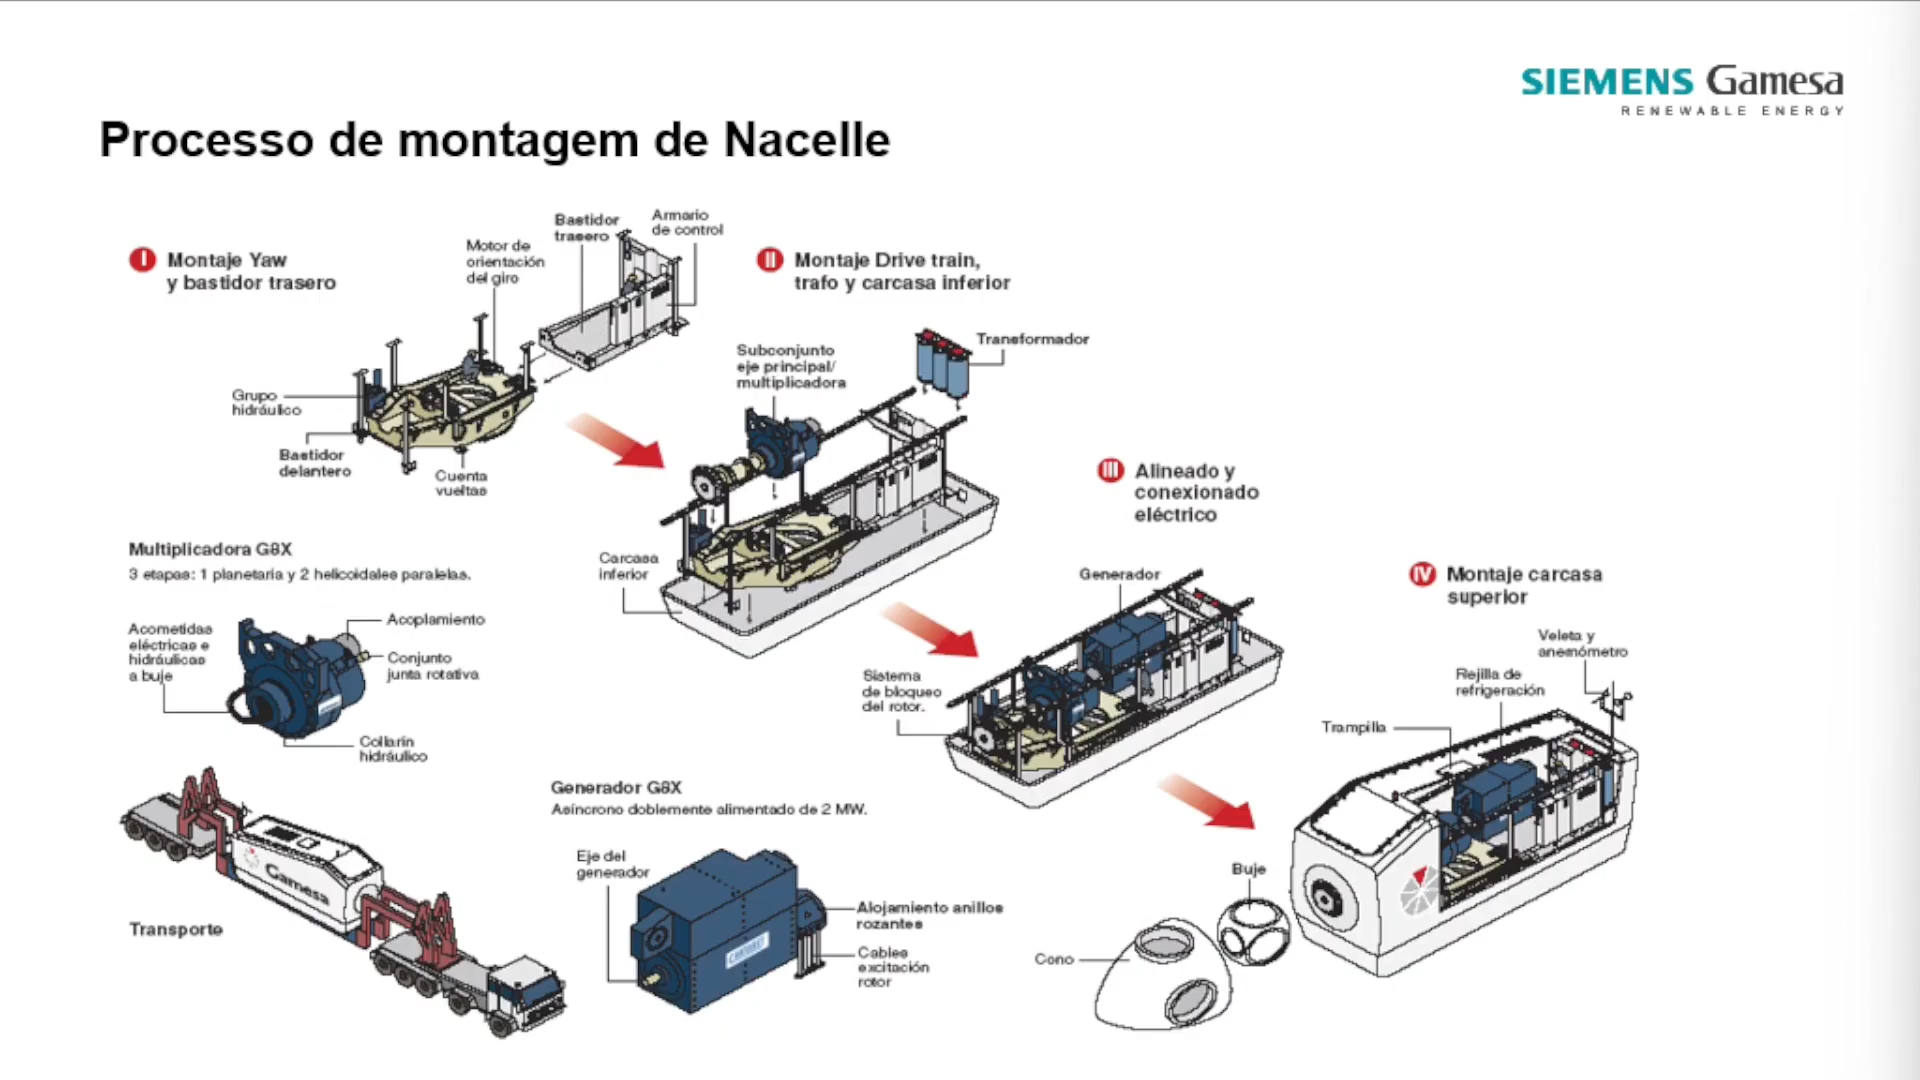 SIEMENS Gamesa
RENEWABLE ENERGY
Processo de montagem de Nacelle
I Montaje Yaw
y bastidor trasero
Motor de
orientación
del giro
Bastidor
trasero
Armario
de control
Grupo
hidráulico
Bastidor
delantero
Cuenta
vueltas
II Montaje Drive train,
trafo y carcasa inferior
Subconjunto
eje principal/
multiplicadora
Transformador
Carcasa
inferior
III Alineado y
conexionado
eléctrico
Generador
Sistema
de bloqueo
del rotor.
IV Montaje carcasa
superior
Veleta y
anemómetro
Rejilla de
refrigeración
Trampilla
Buje
Cono
Multiplicadora G8X
3 etapas: 1 planetaria y 2 helicoidales paralelas.
Acometidas
eléctricas e
hidráulicas
a buje
Acoplamiento
Conjunto
junta rotativa
Collarín
hidráulico
Gamesa
Transporte
Generador G8X
Asíncrono doblemente alimentado de 2 MW.
Eje del
generador
Alojamiento anillos
rozantes
Cables
excitación
rotor